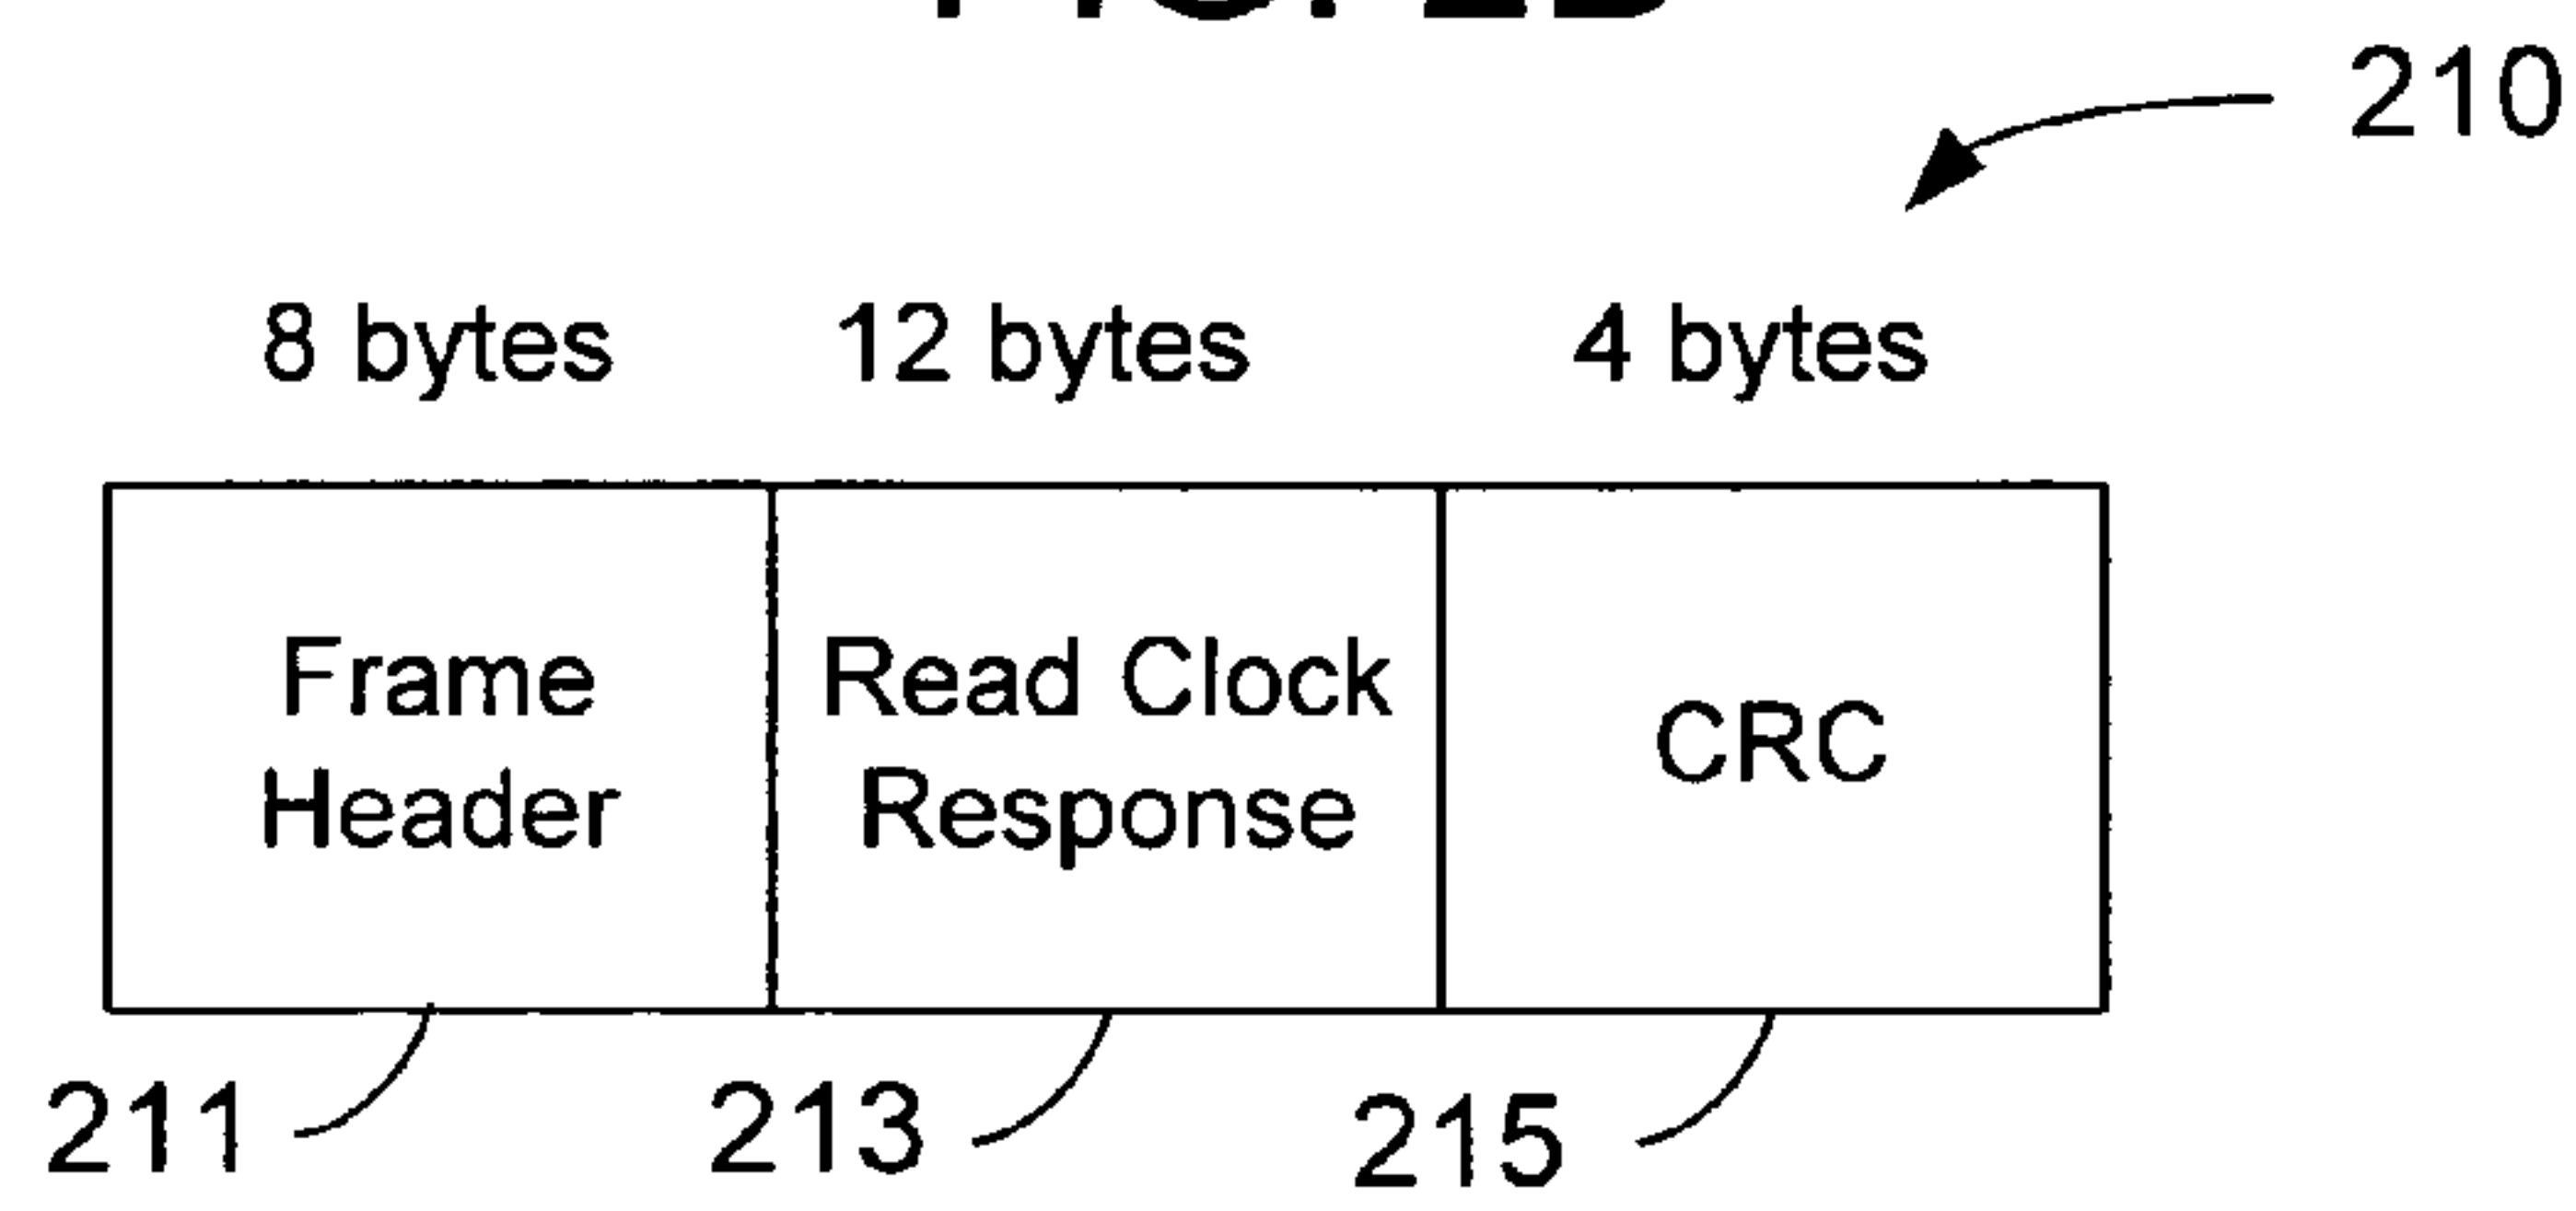 210
8 bytes 12 bytes 4 bytes
Frame Header
Read Clock Response
CRC
211 213 215